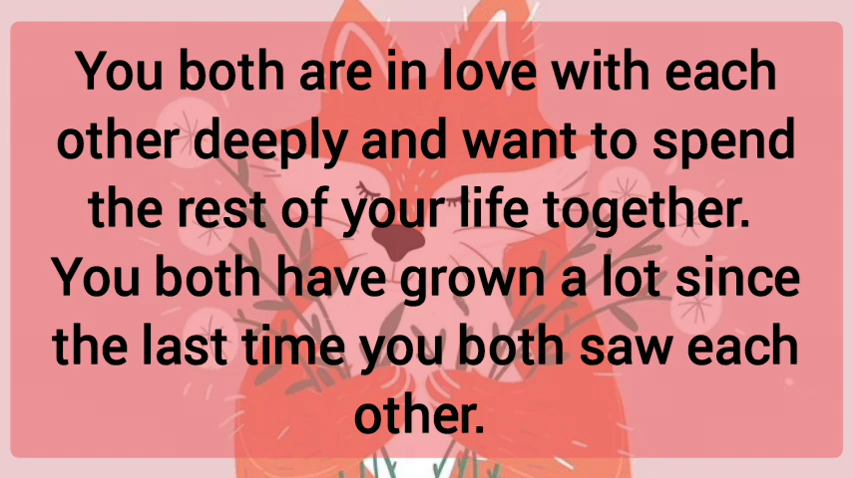 You both are in love with each
other deeply and want to spend
the rest of your life together.
You both have grown a lot since
the last time you both saw each
other.